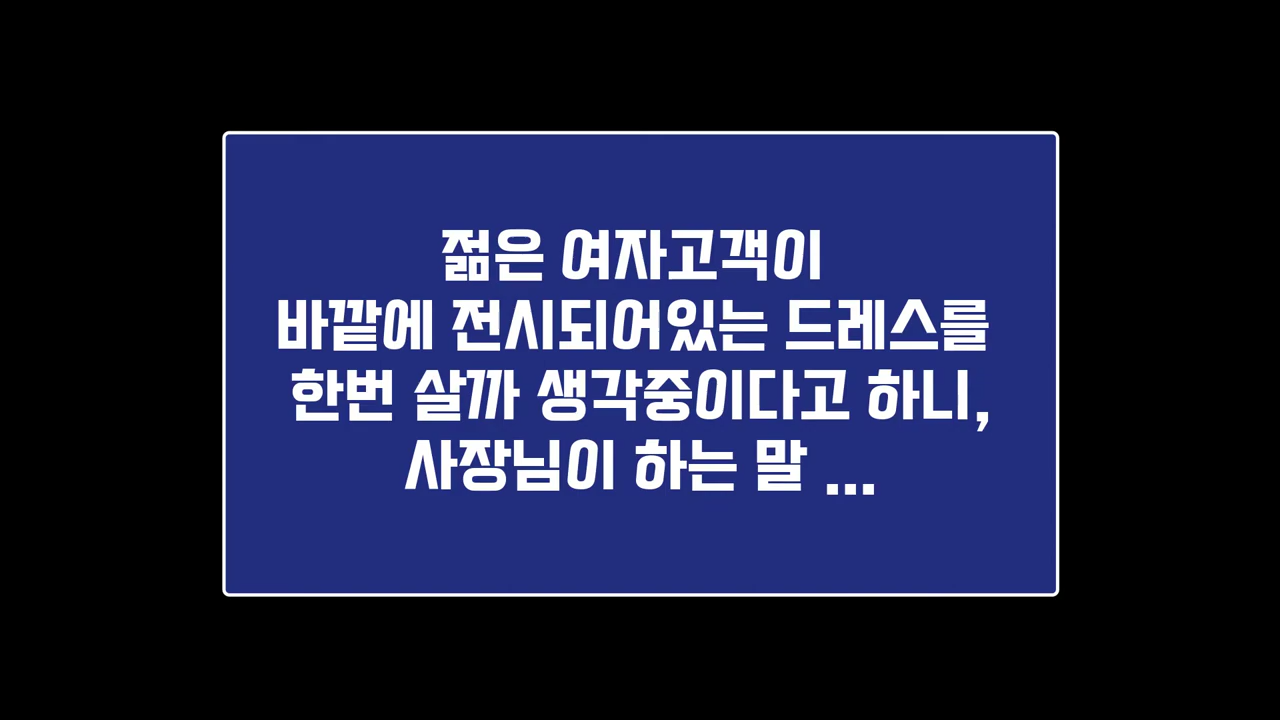 젊은 여자고객이
바깥에 전시되어있는 드레스를
한번 살까 생각중이다고 하니,
사장님이 하는 말 ...